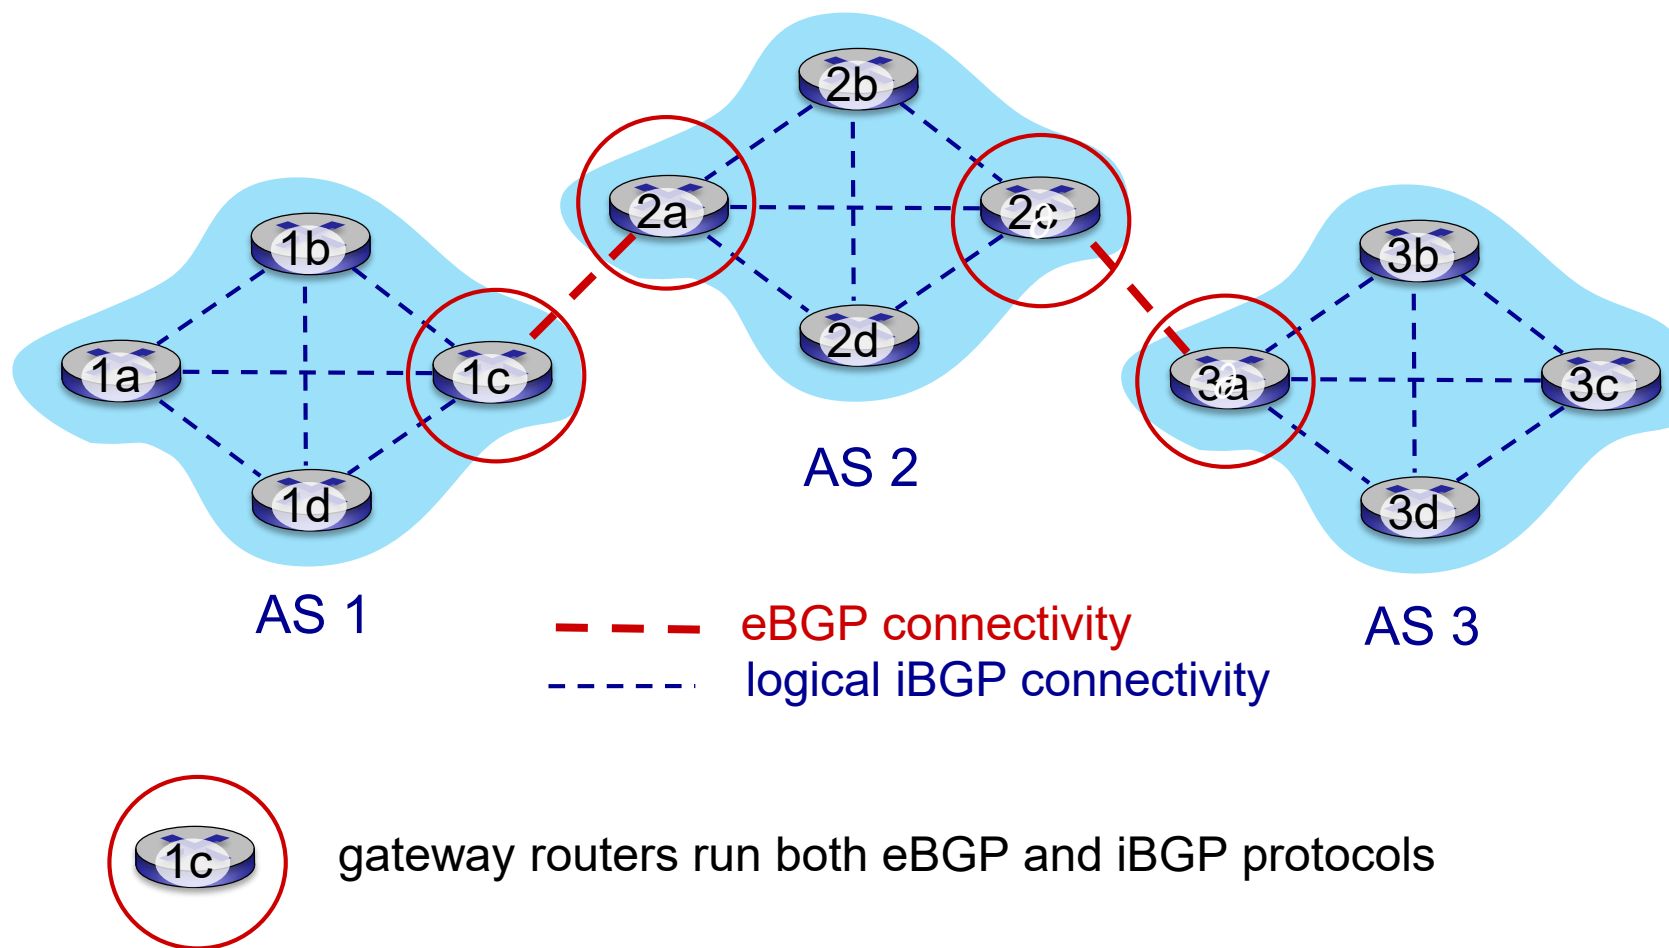 2b
2a
2c
1b
3b
2d
1a
1c
3a
3c
AS 2
1d
3d
AS 1
AS 3
eBGP connectivity
logical iBGP connectivity
1c
gateway routers run both eBGP and iBGP protocols